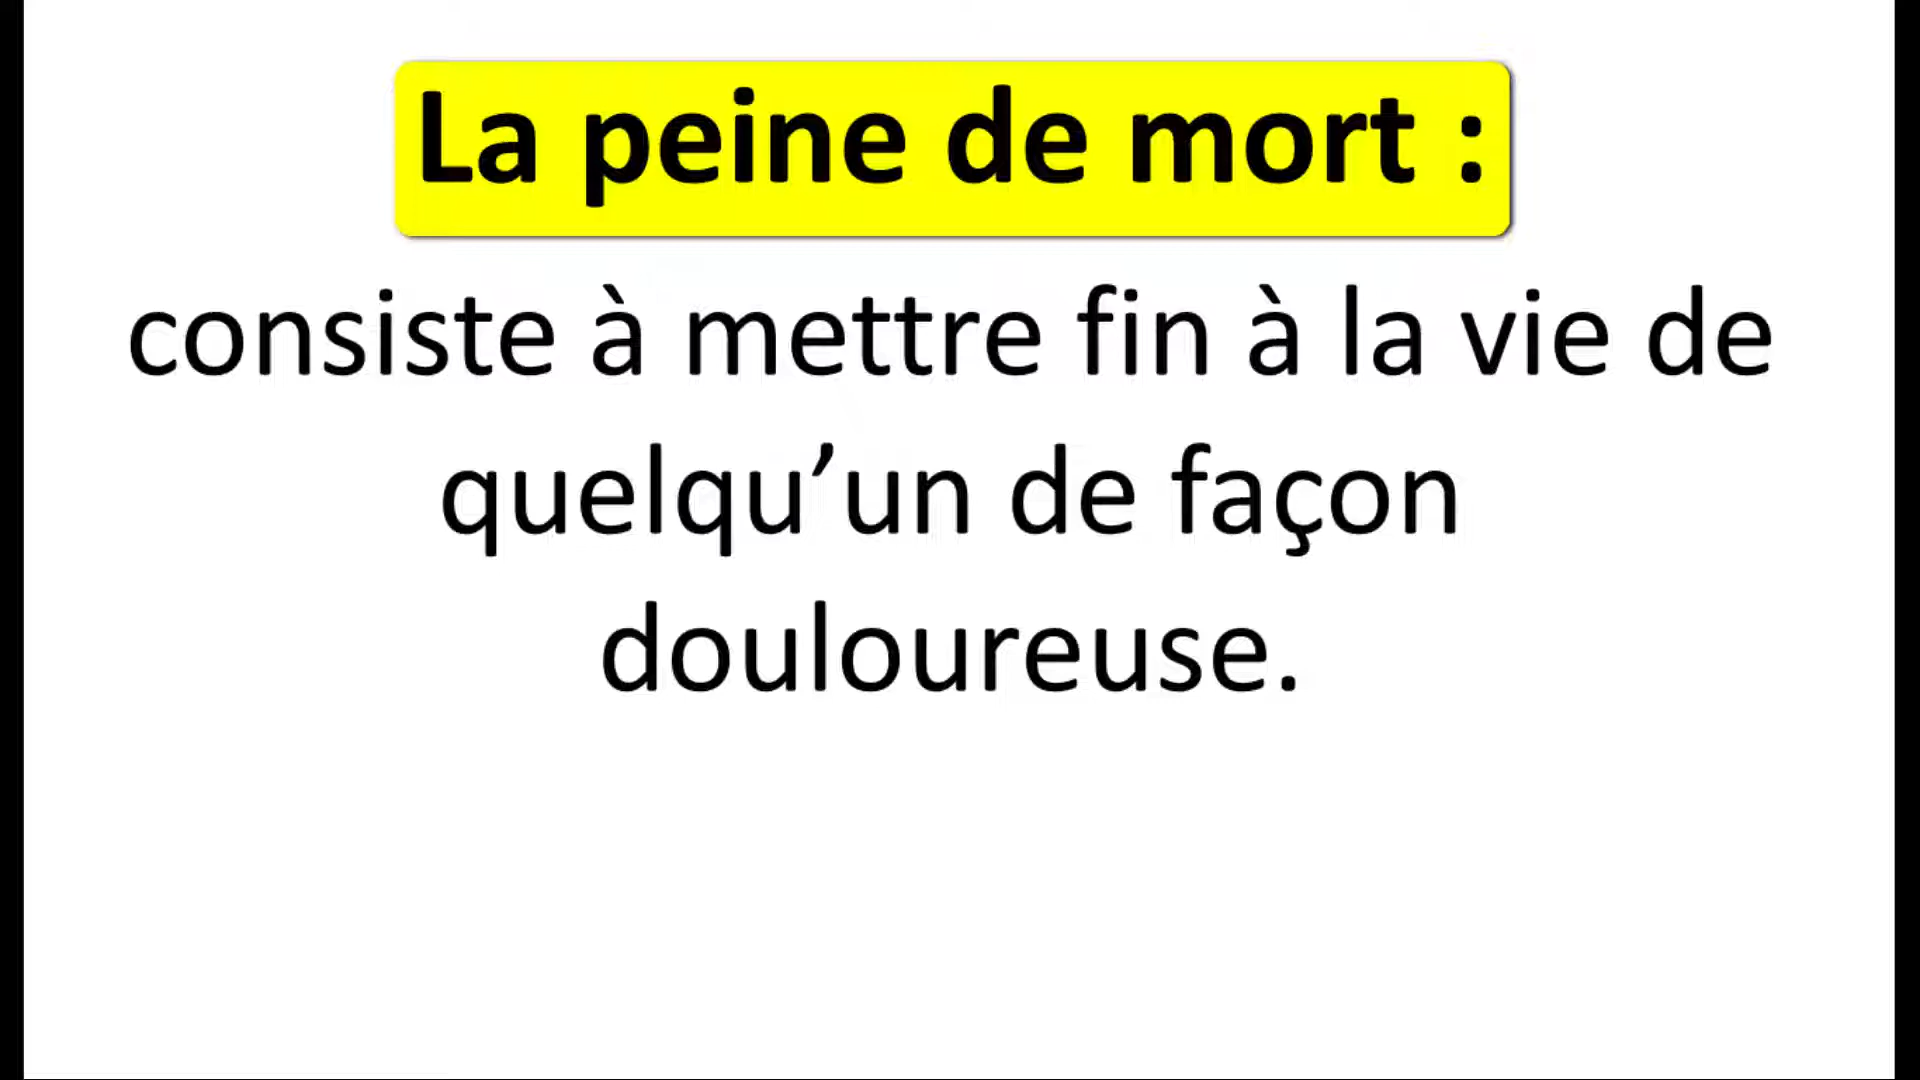 La peine de mort :
consiste à mettre fin à la vie de
quelqu’un de façon
douloureuse.